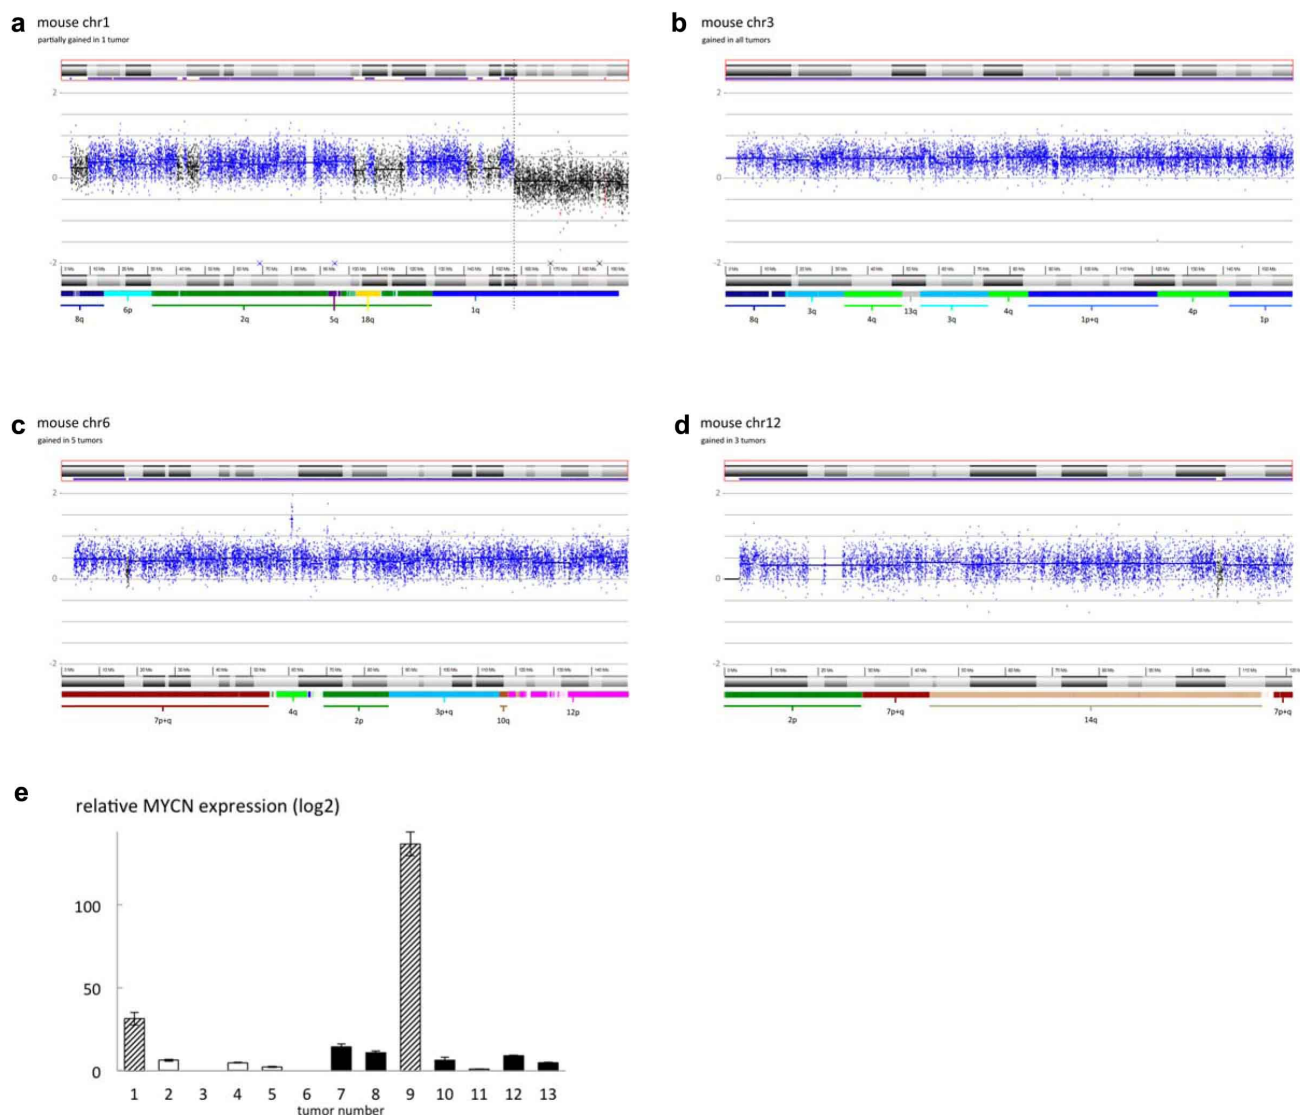 a mouse chr1
partially gained in 1 tumor
2
0
-2
8q 6p 2q 5q 18q 1q
b mouse chr3
gained in all tumors
2
0
-2
8q 3q 4q 13q 3q 4q 1p+q 4p 1p
c mouse chr6
gained in 5 tumors
2
0
-2
7p+q 4q 2p 3p+q 10q 12p
d mouse chr12
gained in 3 tumors
2
0
-2
2p 7p+q 14q 7p+q
e
relative MYCN expression (log2)
100
50
0
1 2 3 4 5 6 7 8 9 10 11 12 13
tumor number